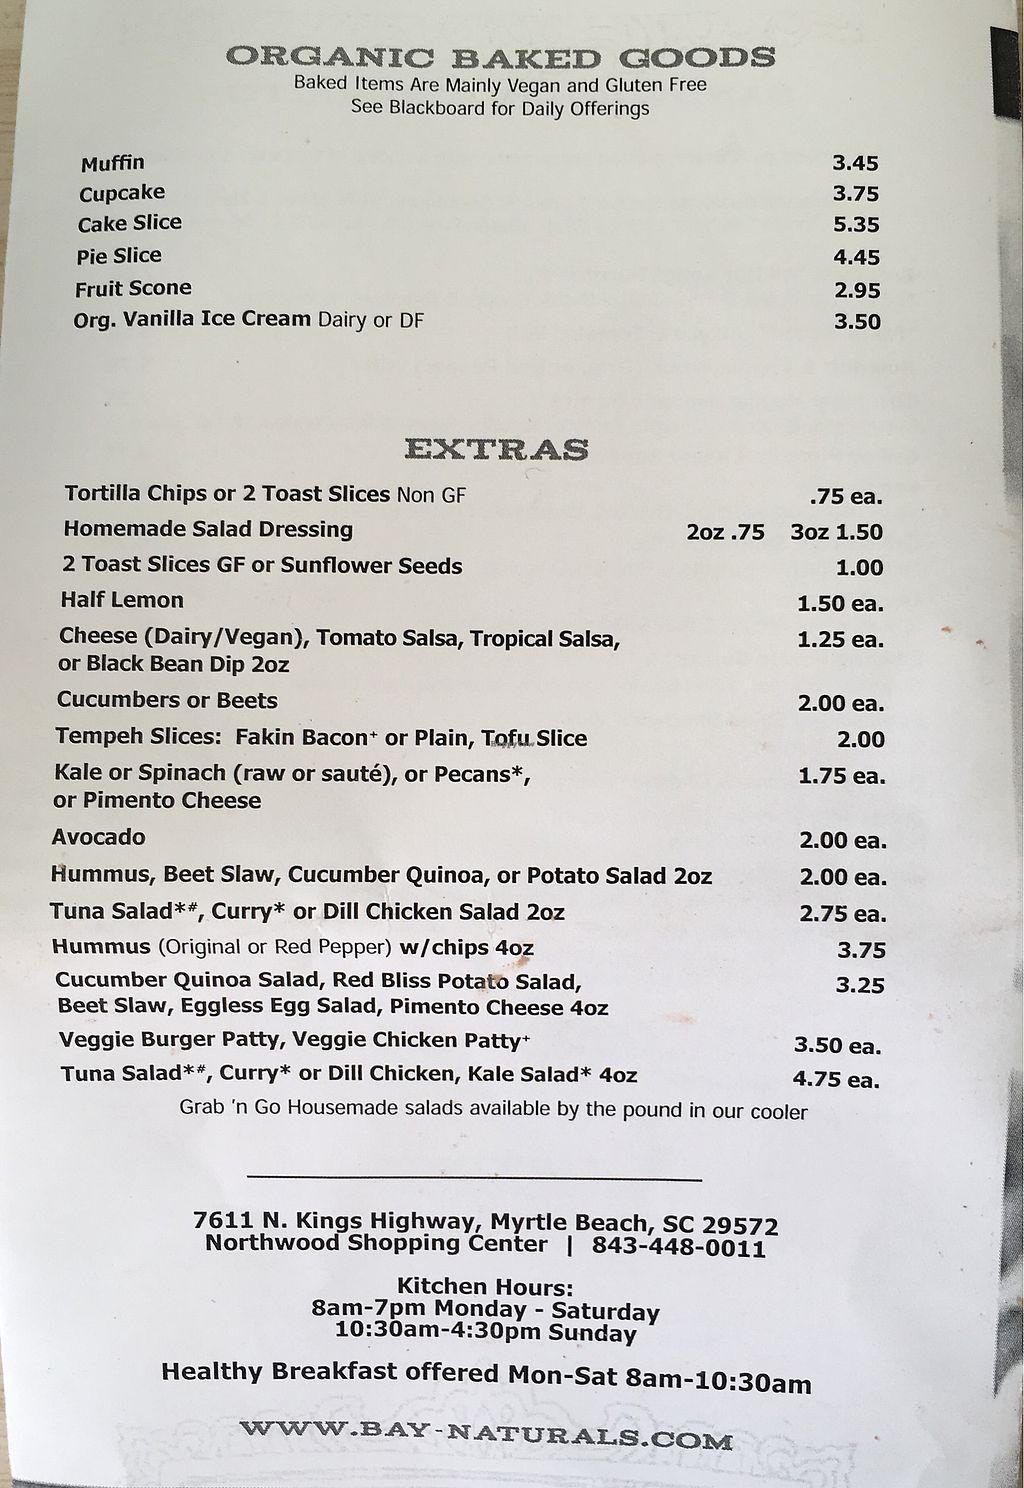 ORGANIC BAKED GOODS
Baked Items Are Mainly Vegan and Gluten Free
See Blackboard for Daily Offerings
Muffin 3.45
Cupcake 3.75
Cake Slice 5.35
Pie Slice 4.45
Fruit Scone 2.95
Org. Vanilla Ice Cream Dairy or DF 3.50
EXTRAS
Tortilla Chips or 2 Toast Slices Non GF .75 ea.
Homemade Salad Dressing 2oz .75 3oz 1.50
2 Toast Slices GF or Sunflower Seeds 1.00
Half Lemon 1.50 ea.
Cheese (Dairy/Vegan), Tomato Salsa, Tropical Salsa, 1.25 ea.
or Black Bean Dip 2oz
Cucumbers or Beets 2.00 ea.
Tempeh Slices: Fakin Bacon+ or Plain, Tofu Slice 2.00
Kale or Spinach (raw or sauté), or Pecans*, 1.75 ea.
or Pimento Cheese
Avocado 2.00 ea.
Hummus, Beet Slaw, Cucumber Quinoa, or Potato Salad 2oz 2.00 ea.
Tuna Salad*#, Curry* or Dill Chicken Salad 2oz 2.75 ea.
Hummus (Original or Red Pepper) w/chips 4oz 3.75
Cucumber Quinoa Salad, Red Bliss Potato Salad, 3.25
Beet Slaw, Eggless Egg Salad, Pimento Cheese 4oz
Veggie Burger Patty, Veggie Chicken Patty+ 3.50 ea.
Tuna Salad*#, Curry* or Dill Chicken, Kale Salad* 4oz 4.75 ea.
Grab 'n Go Housemade salads available by the pound in our cooler
7611 N. Kings Highway, Myrtle Beach, SC 29572
Northwood Shopping Center | 843-448-0011
Kitchen Hours:
8am-7pm Monday - Saturday
10:30am-4:30pm Sunday
Healthy Breakfast offered Mon-Sat 8am-10:30am
WWW.BAY-NATURALS.COM